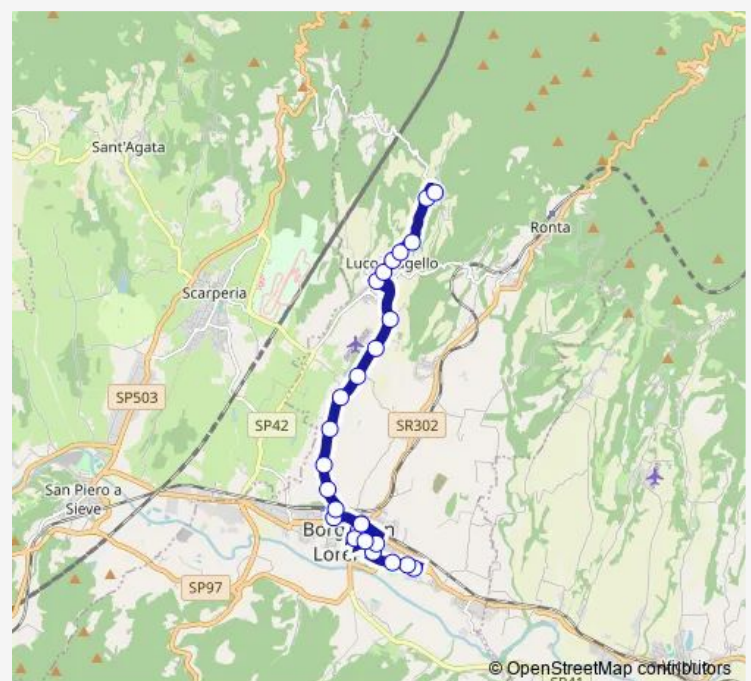 Sant'Agata
Ronta
Scarperia
SP503
SP42
SR302
San Piero a
Sieve
SP97
© OpenStreetMap contributors